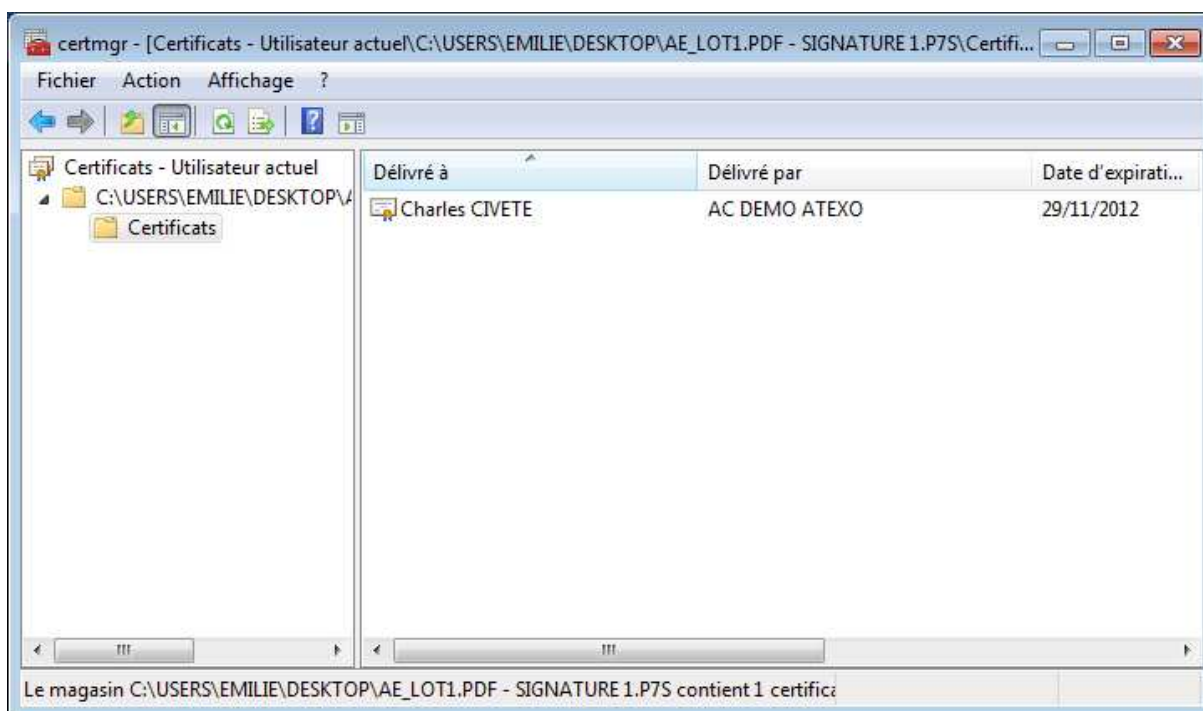 certmgr - [Certificats - Utilisateur actuel\C:\USERS\EMILIE\DESKTOP\AE_LOT1.PDF - SIGNATURE 1.P7S\Certifi...
Fichier Action Affichage ?
Certificats - Utilisateur actuel
C:\USERS\EMILIE\DESKTOP\
Certificats
Délivré à Délivré par Date d'expirati...
Charles CIVETE AC DEMO ATEXO 29/11/2012
Le magasin C:\USERS\EMILIE\DESKTOP\AE_LOT1.PDF - SIGNATURE 1.P7S contient 1 certific